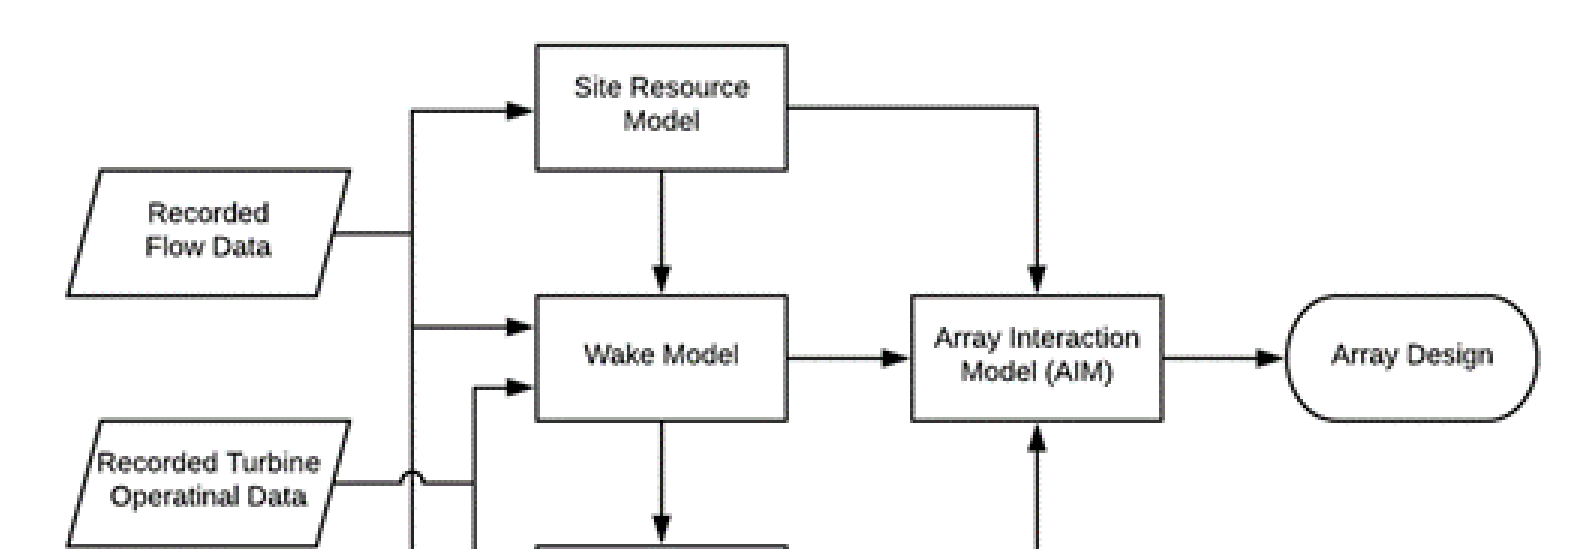 Site Resource
Model
Recorded
Flow Data
Wake Model
Array Interaction
Model (AIM)
Array Design
Recorded Turbine
Operatinal Data